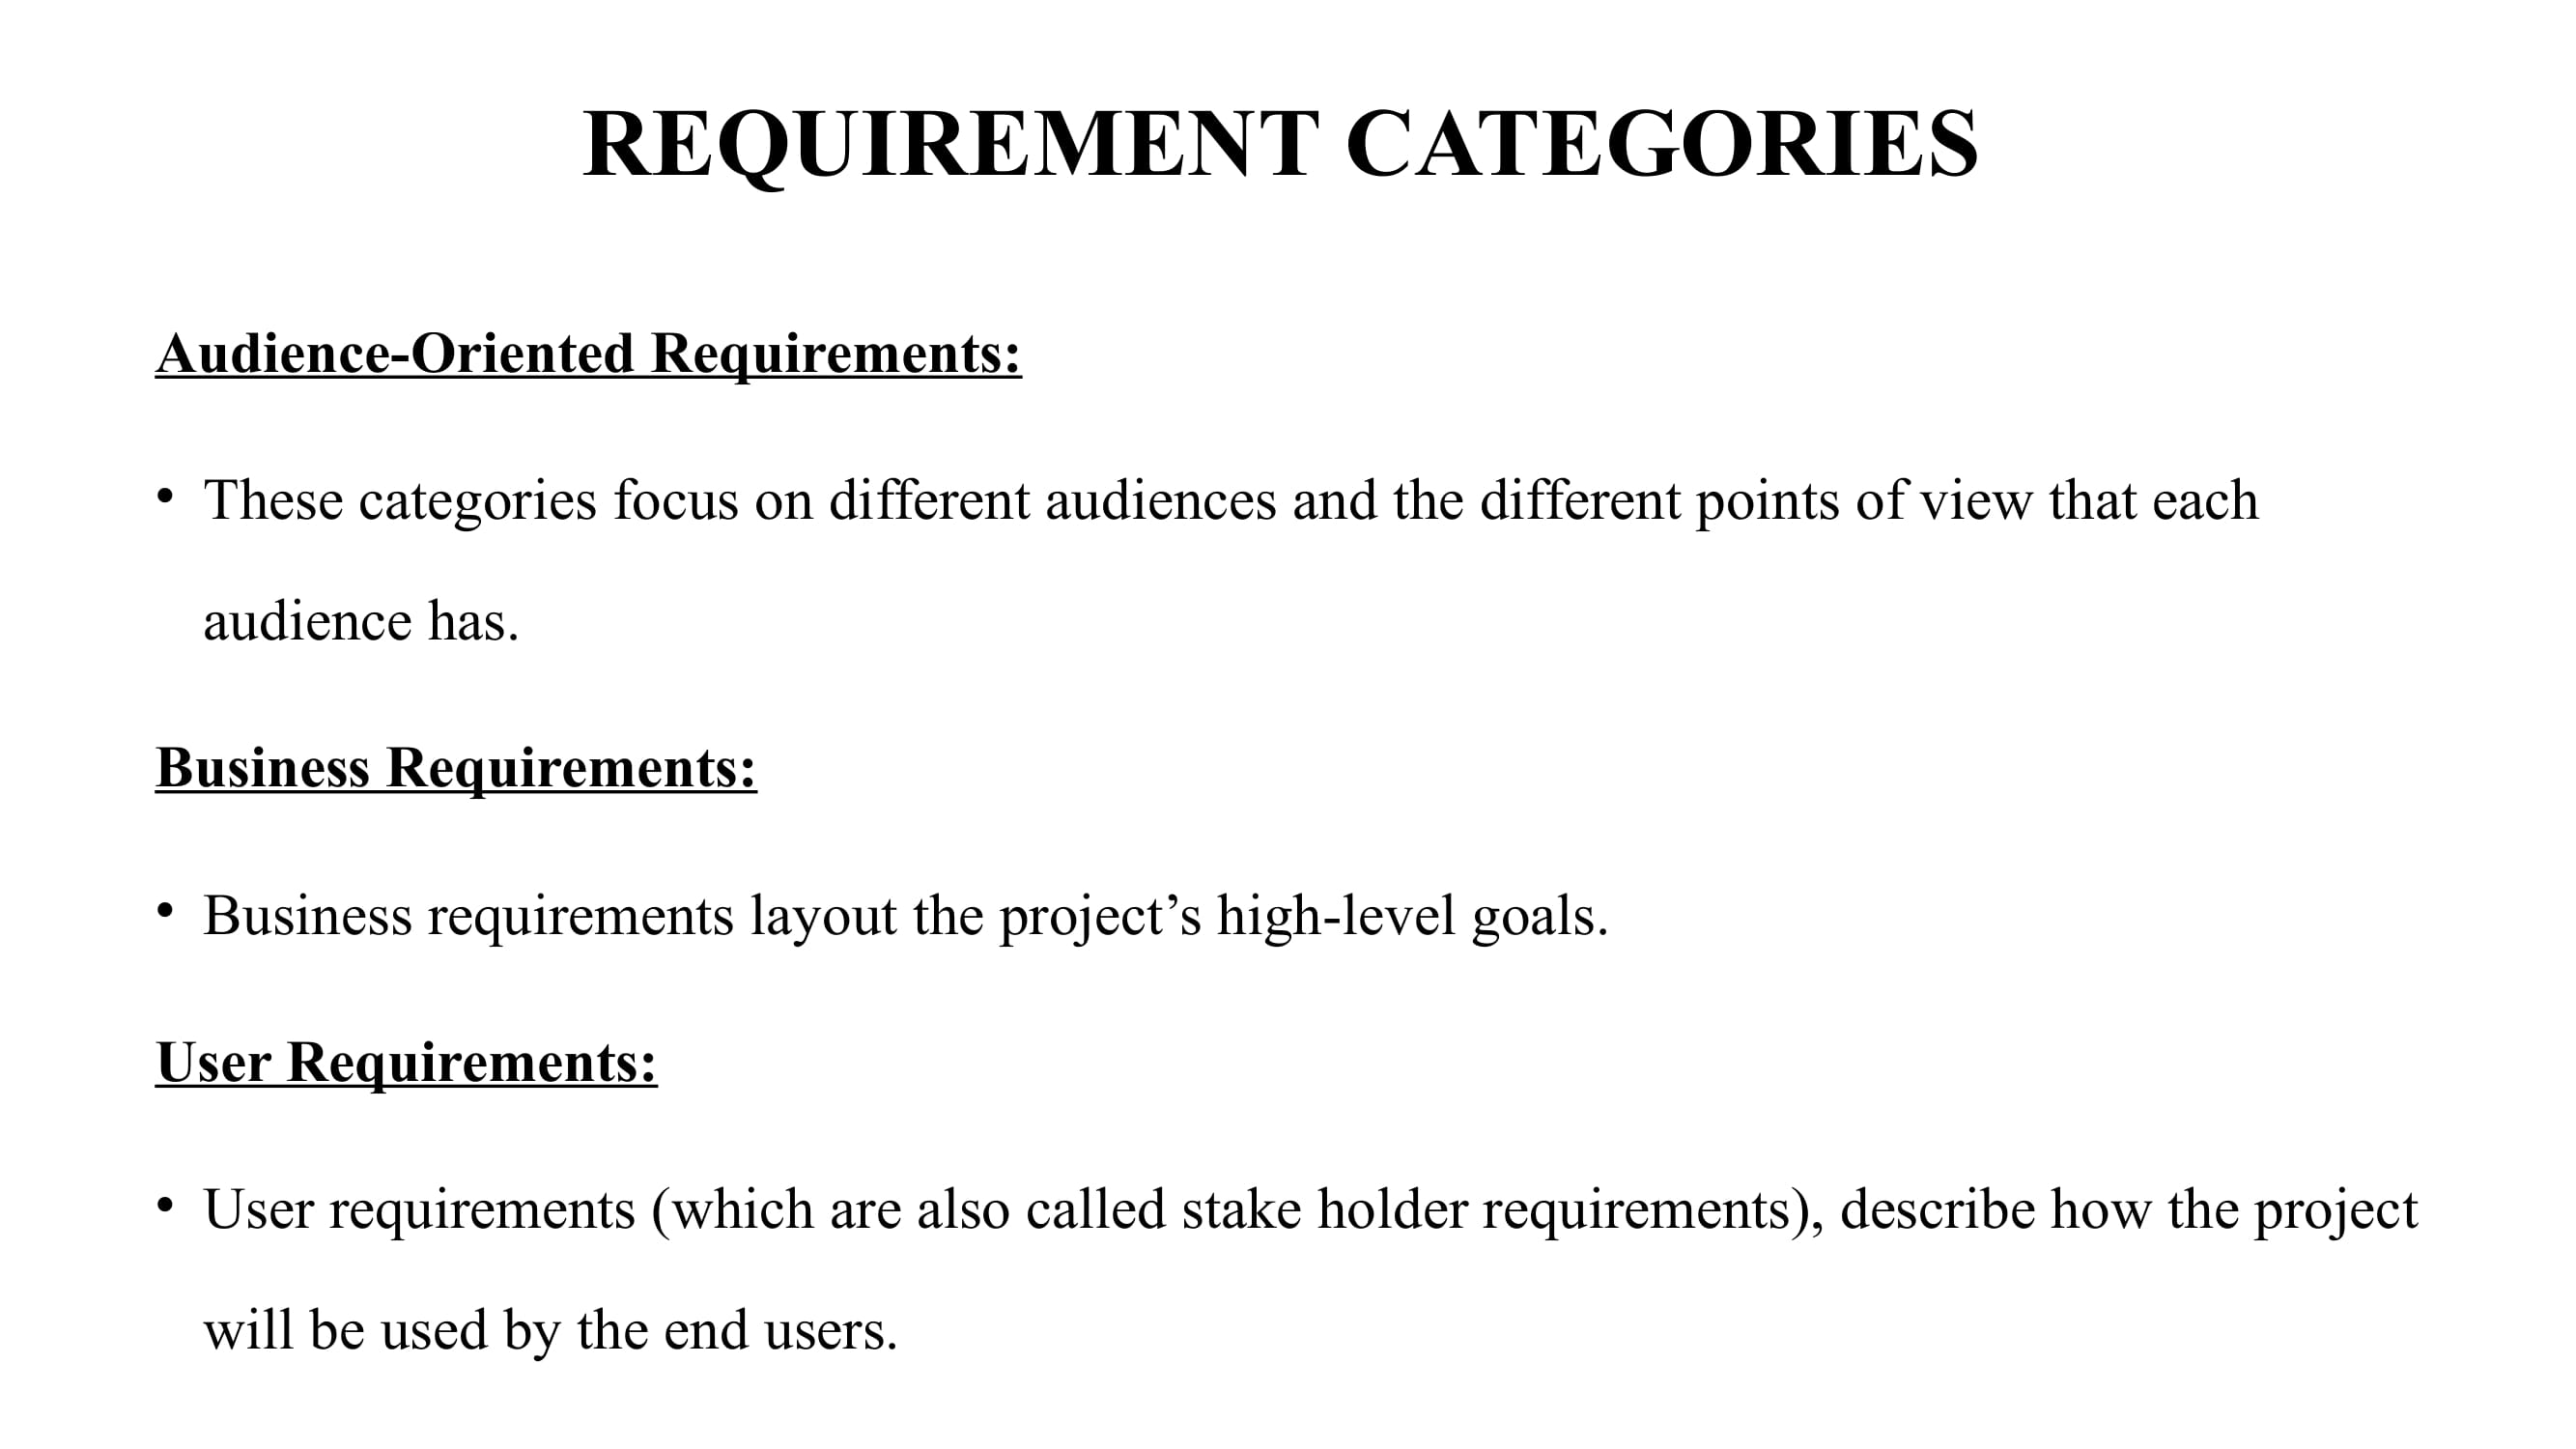 REQUIREMENT CATEGORIES
Audience-Oriented Requirements:
• These categories focus on different audiences and the different points of view that each
audience has.
Business Requirements:
• Business requirements layout the project’s high-level goals.
User Requirements:
• User requirements (which are also called stake holder requirements), describe how the project
will be used by the end users.